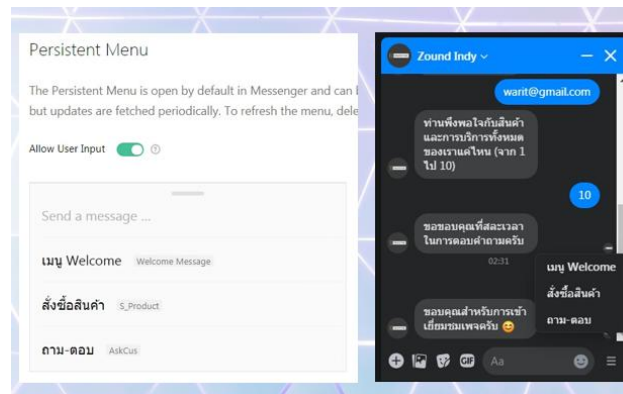 Persistent Menu
The Persistent Menu is open by default in Messenger and can
but updates are fetched periodically. To refresh the menu, dele
Allow User Input
Send a message ...
เมนู Welcome Welcome Message
สั่งซื้อสินค้า S_Product
ถาม-ตอบ AskCus
Zound Indy
warit@gmail.com
ท่านพึงพอใจกับสินค้า
และการบริการทั้งหมด
ของเราแค่ไหน (จาก 1
ไป 10)
10
ขอขอบคุณที่สละเวลา
ในการตอบคำถามครับ
02:31
เมนู Welcome
สั่งซื้อสินค้า
ถาม-ตอบ
ขอบคุณสำหรับการเข้า
เยี่ยมชมเพจครับ 😊
GIF
Aa